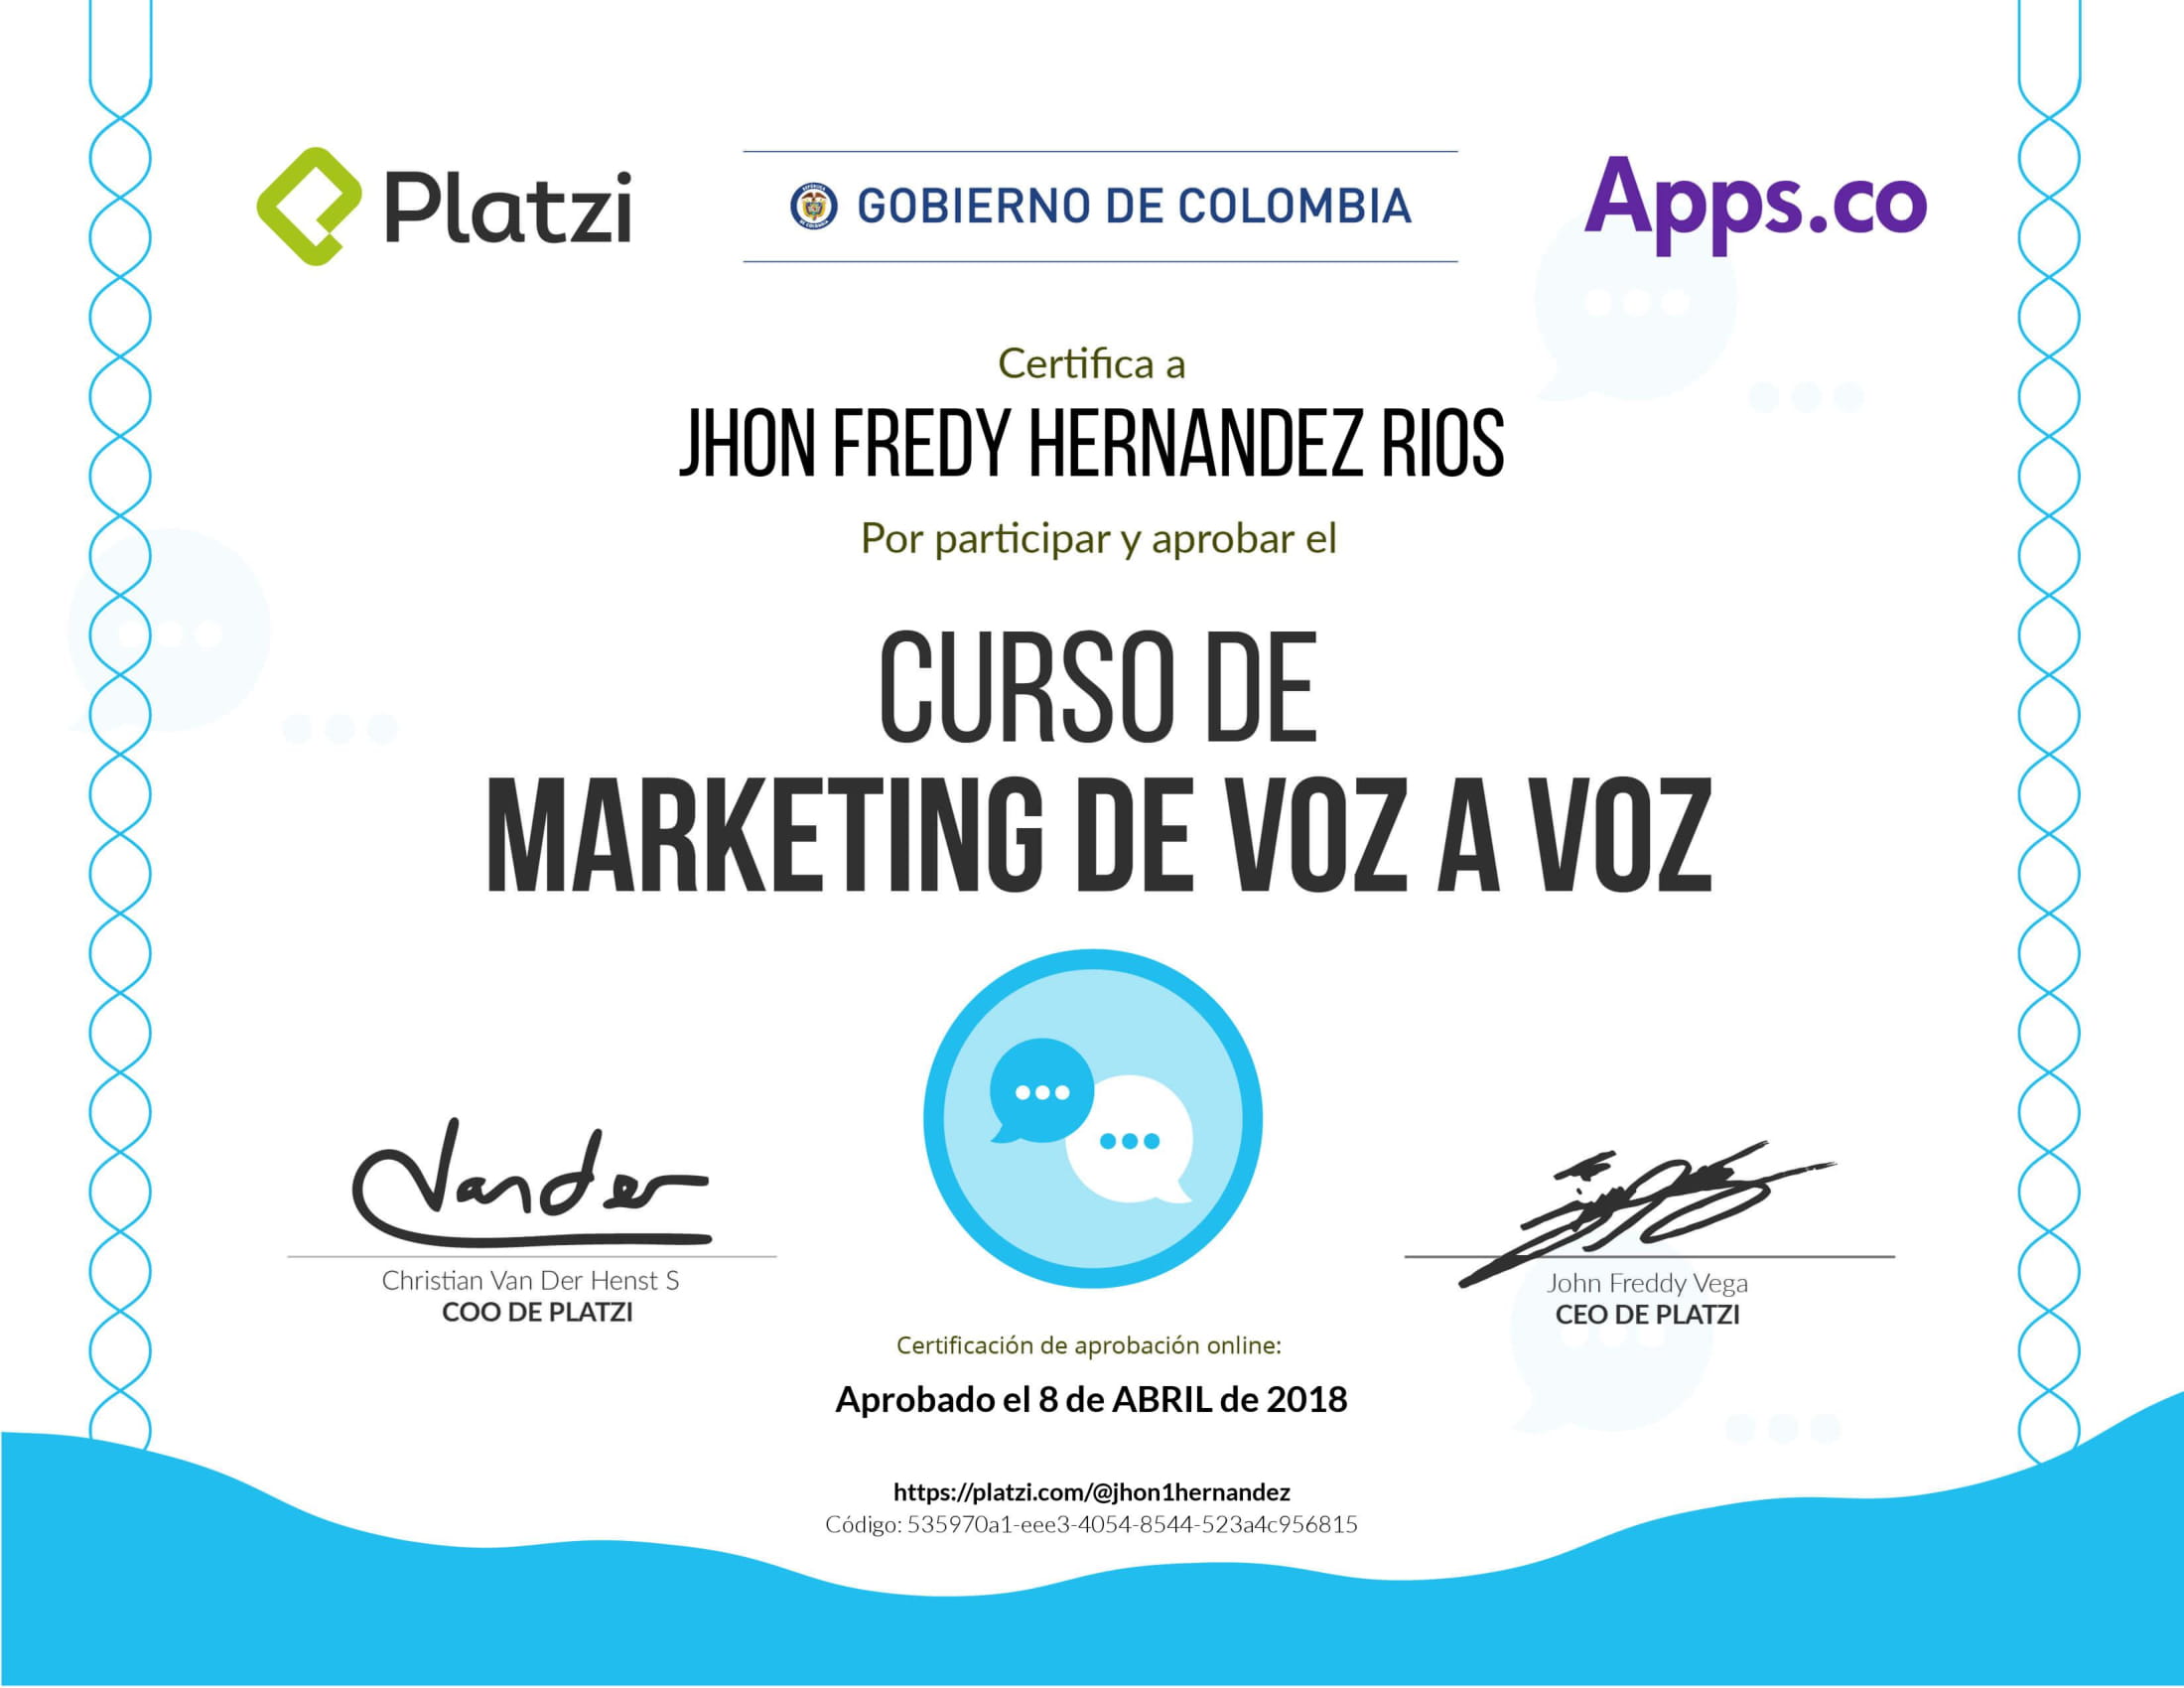 Platzi
GOBIERNO DE COLOMBIA
Apps.co
Certifica a
JHON FREDY HERNANDEZ RIOS
Por participar y aprobar el
CURSO DE
MARKETING DE VOZ A VOZ
Vander
Christian Van Der Henst S
COO DE PLATZI
John Freddy Vega
CEO DE PLATZI
Certificación de aprobación online:
Aprobado el 8 de ABRIL de 2018
https://platzi.com/@jhon1hernandez
Código: 535970a1-eee3-4054-8544-523a4c956815